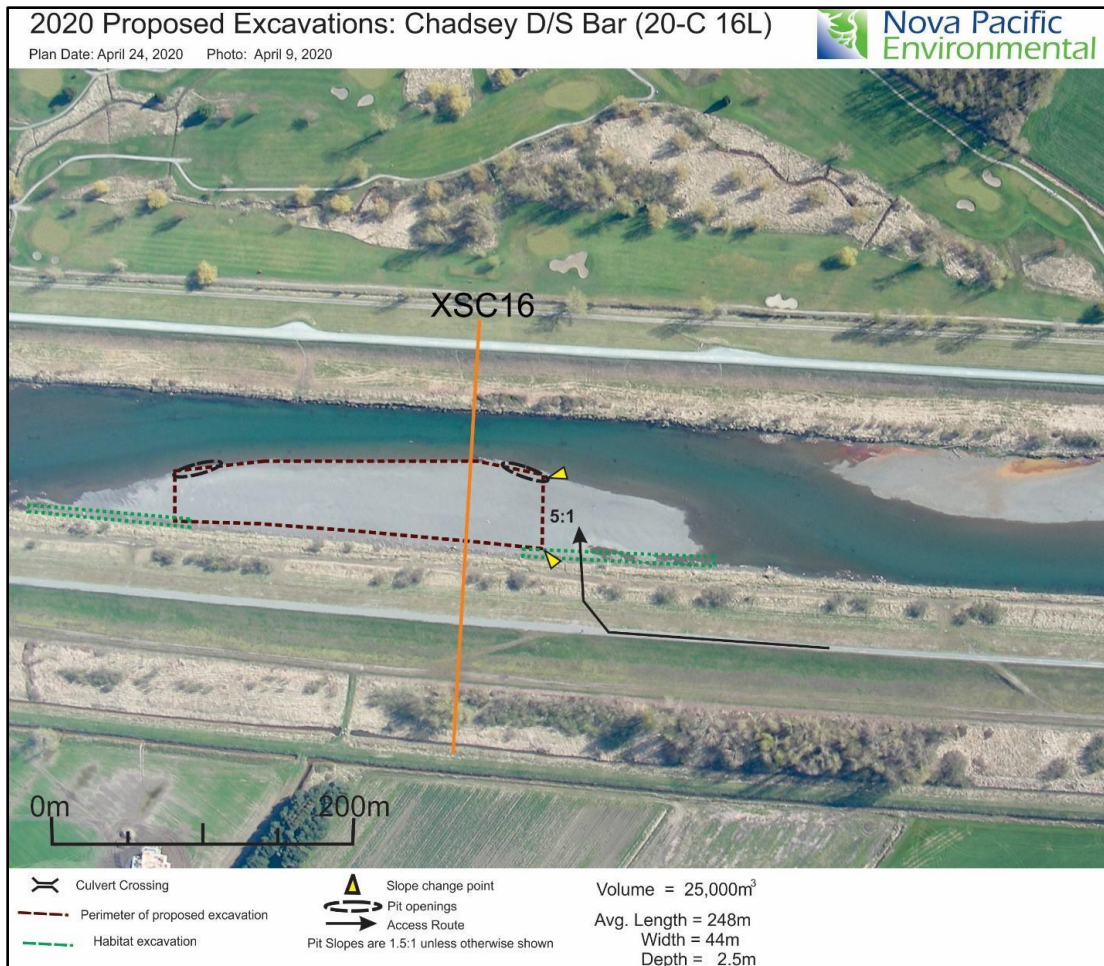 2020 Proposed Excavations: Chadsey D/S Bar (20-C 16L)
Plan Date: April 24, 2020 Photo: April 9, 2020
Nova Pacific
Environmental
XSC16
5:1
0m 200m
Culvert Crossing
Perimeter of proposed excavation
Habitat excavation
Slope change point
Pit openings
Access Route
Pit Slopes are 1.5:1 unless otherwise shown
Volume = 25,000m³
Avg. Length = 248m
Width = 44m
Depth = 2.5m